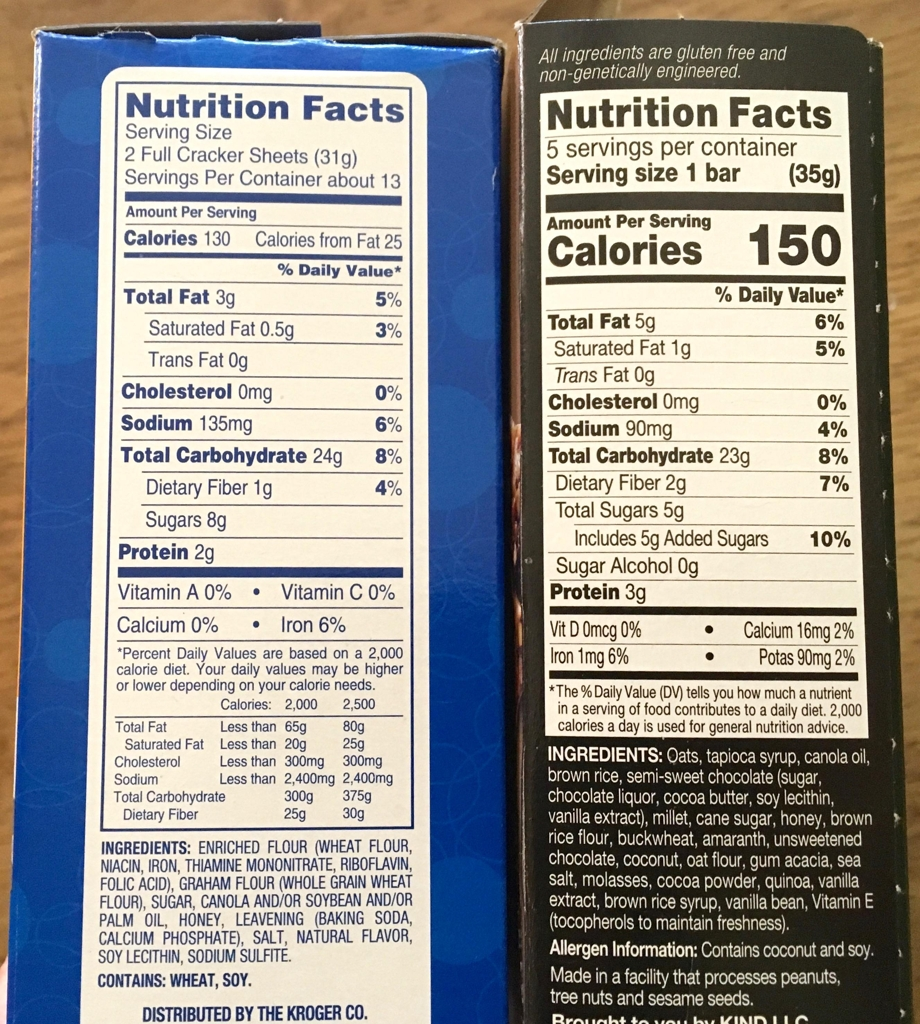 Nutrition Facts
Serving Size
2 Full Cracker Sheets (31g)
Servings Per Container about 13
Amount Per Serving
Calories 130 Calories from Fat 25
% Daily Value*
Total Fat 3g 5%
Saturated Fat 0.5g 3%
Trans Fat 0g
Cholesterol 0mg 0%
Sodium 135mg 6%
Total Carbohydrate 24g 8%
Dietary Fiber 1g 4%
Sugars 8g
Protein 2g
Vitamin A 0% • Vitamin C 0%
Calcium 0% • Iron 6%
*Percent Daily Values are based on a 2,000
calorie diet. Your daily values may be higher
or lower depending on your calorie needs.
Calories: 2,000 2,500
Total Fat Less than 65g 80g
Saturated Fat Less than 20g 25g
Cholesterol Less than 300mg 300mg
Sodium Less than 2,400mg 2,400mg
Total Carbohydrate 300g 375g
Dietary Fiber 25g 30g
INGREDIENTS: ENRICHED FLOUR (WHEAT FLOUR,
NIACIN, IRON, THIAMINE MONONITRATE, RIBOFLAVIN,
FOLIC ACID), GRAHAM FLOUR (WHOLE GRAIN WHEAT
FLOUR), SUGAR, CANOLA AND/OR SOYBEAN AND/OR
PALM OIL, HONEY, LEAVENING (BAKING SODA,
CALCIUM PHOSPHATE), SALT, NATURAL FLAVOR,
SOY LECITHIN, SODIUM SULFITE.
CONTAINS: WHEAT, SOY.
DISTRIBUTED BY THE KROGER CO.
All ingredients are gluten free and
non-genetically engineered.
Nutrition Facts
5 servings per container
Serving size 1 bar (35g)
Amount Per Serving
Calories 150
% Daily Value*
Total Fat 5g 6%
Saturated Fat 1g 5%
Trans Fat 0g
Cholesterol 0mg 0%
Sodium 90mg 4%
Total Carbohydrate 23g 8%
Dietary Fiber 2g 7%
Total Sugars 5g
Includes 5g Added Sugars 10%
Sugar Alcohol 0g
Protein 3g
Vit D 0mcg 0% • Calcium 16mg 2%
Iron 1mg 6% • Potas 90mg 2%
*The % Daily Value (DV) tells you how much a nutrient
in a serving of food contributes to a daily diet. 2,000
calories a day is used for general nutrition advice.
INGREDIENTS: Oats, tapioca syrup, canola oil,
brown rice, semi-sweet chocolate (sugar,
chocolate liquor, cocoa butter, soy lecithin,
vanilla extract), millet, cane sugar, honey, brown
rice flour, buckwheat, amaranth, unsweetened
chocolate, coconut, oat flour, gum acacia, sea
salt, molasses, cocoa powder, quinoa, vanilla
extract, brown rice syrup, vanilla bean, Vitamin E
(tocopherols to maintain freshness).
Allergen Information: Contains coconut and soy.
Made in a facility that processes peanuts,
tree nuts and sesame seeds.
Brought to you by KIND LLC